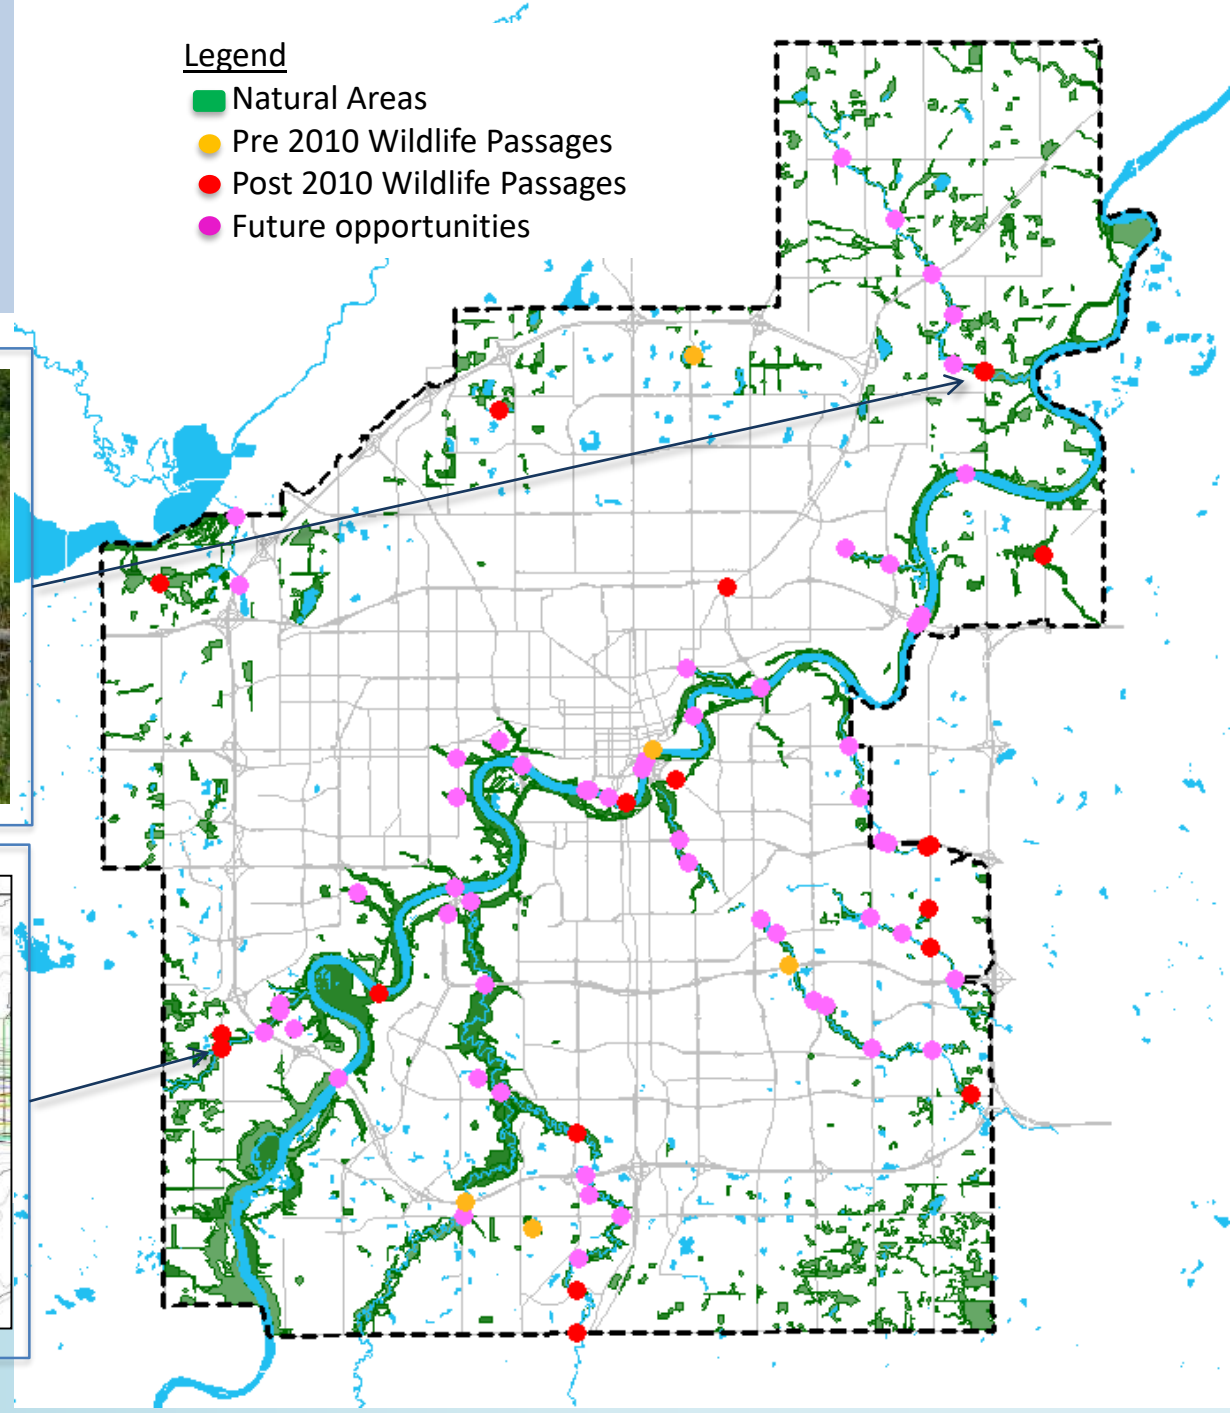 Legend
Natural Areas
Pre 2010 Wildlife Passages
Post 2010 Wildlife Passages
Future opportunities